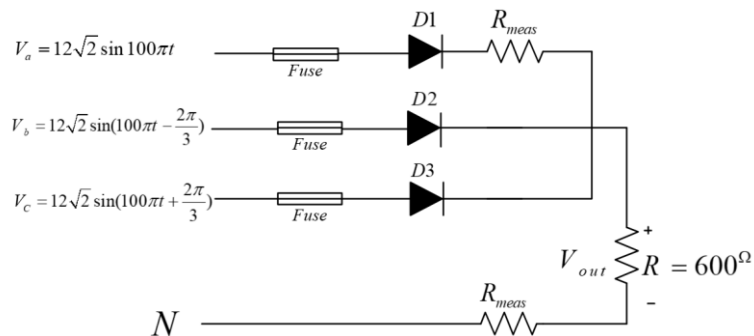 D1
R_meas
V_a = 12√2 sin 100πt
Fuse
D2
V_b = 12√2 sin(100πt − 2π/3)
Fuse
D3
V_C = 12√2 sin(100πt + 2π/3)
Fuse
+
V_out R = 600^Ω
−
R_meas
N